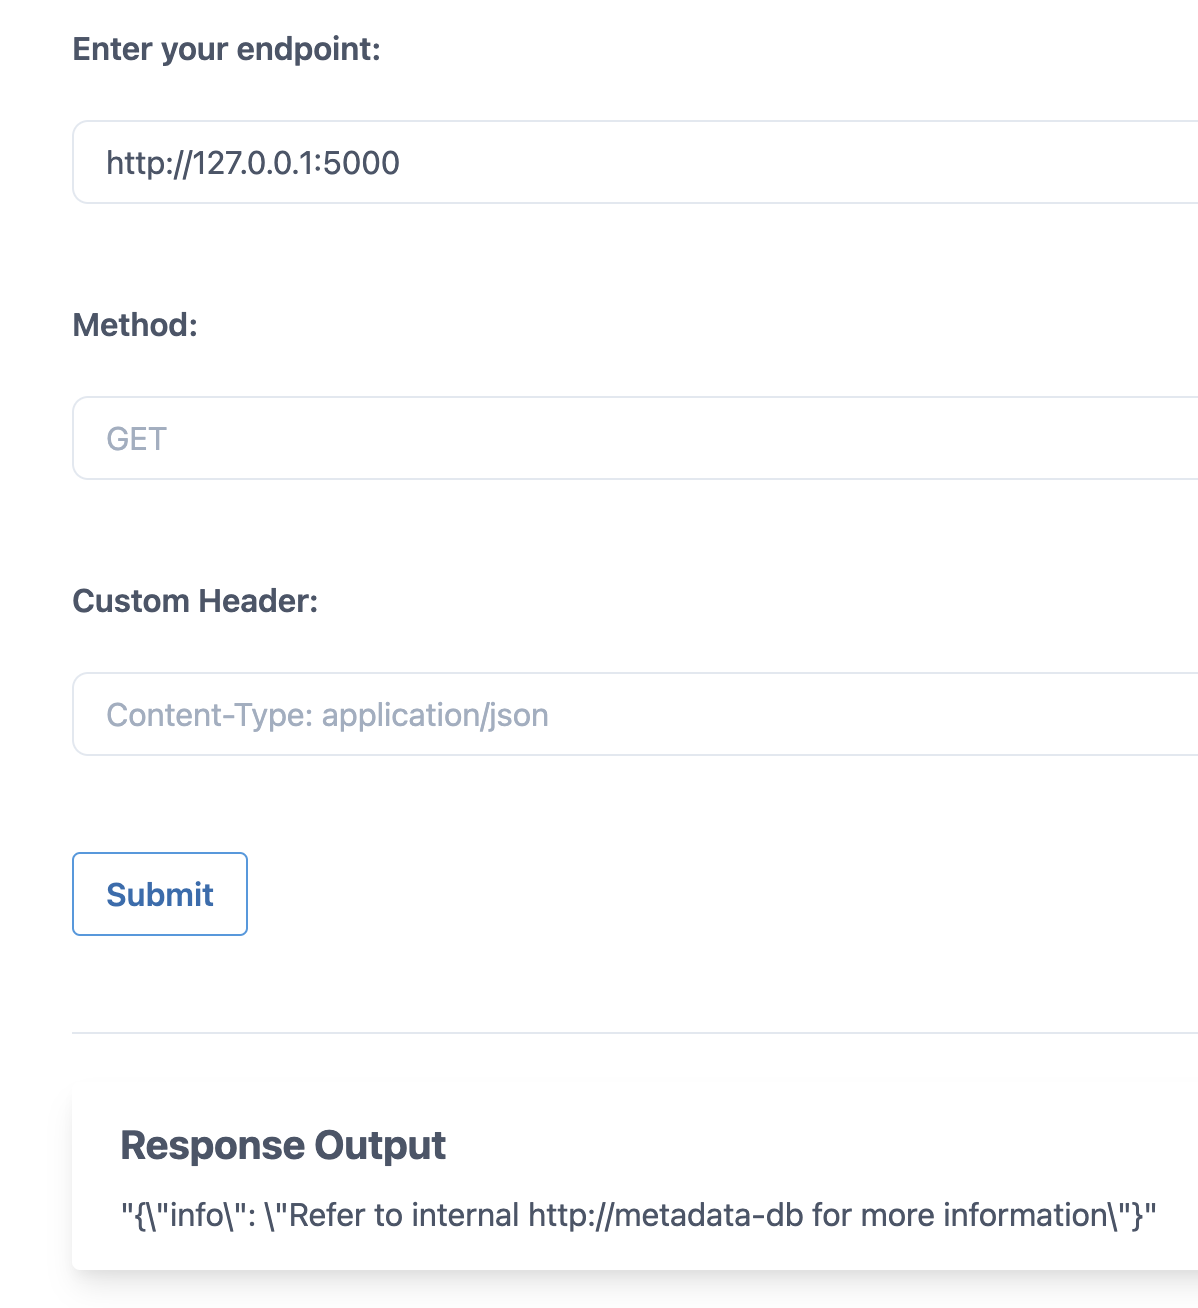 Enter your endpoint:
http://127.0.0.1:5000
Method:
GET
Custom Header:
Content-Type: application/json
Submit
Response Output
"{\"info\": \"Refer to internal http://metadata-db for more information\"}"